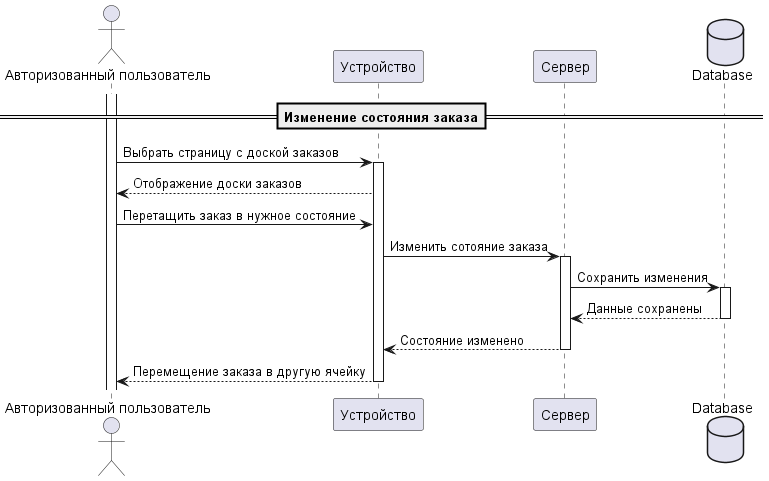 Авторизованный пользователь
Устройство
Сервер
Database
Изменение состояния заказа
Выбрать страницу с доской заказов
Отображение доски заказов
Перетащить заказ в нужное состояние
Изменить сотояние заказа
Сохранить изменения
Данные сохранены
Состояние изменено
Перемещение заказа в другую ячейку
Авторизованный пользователь
Устройство
Сервер
Database